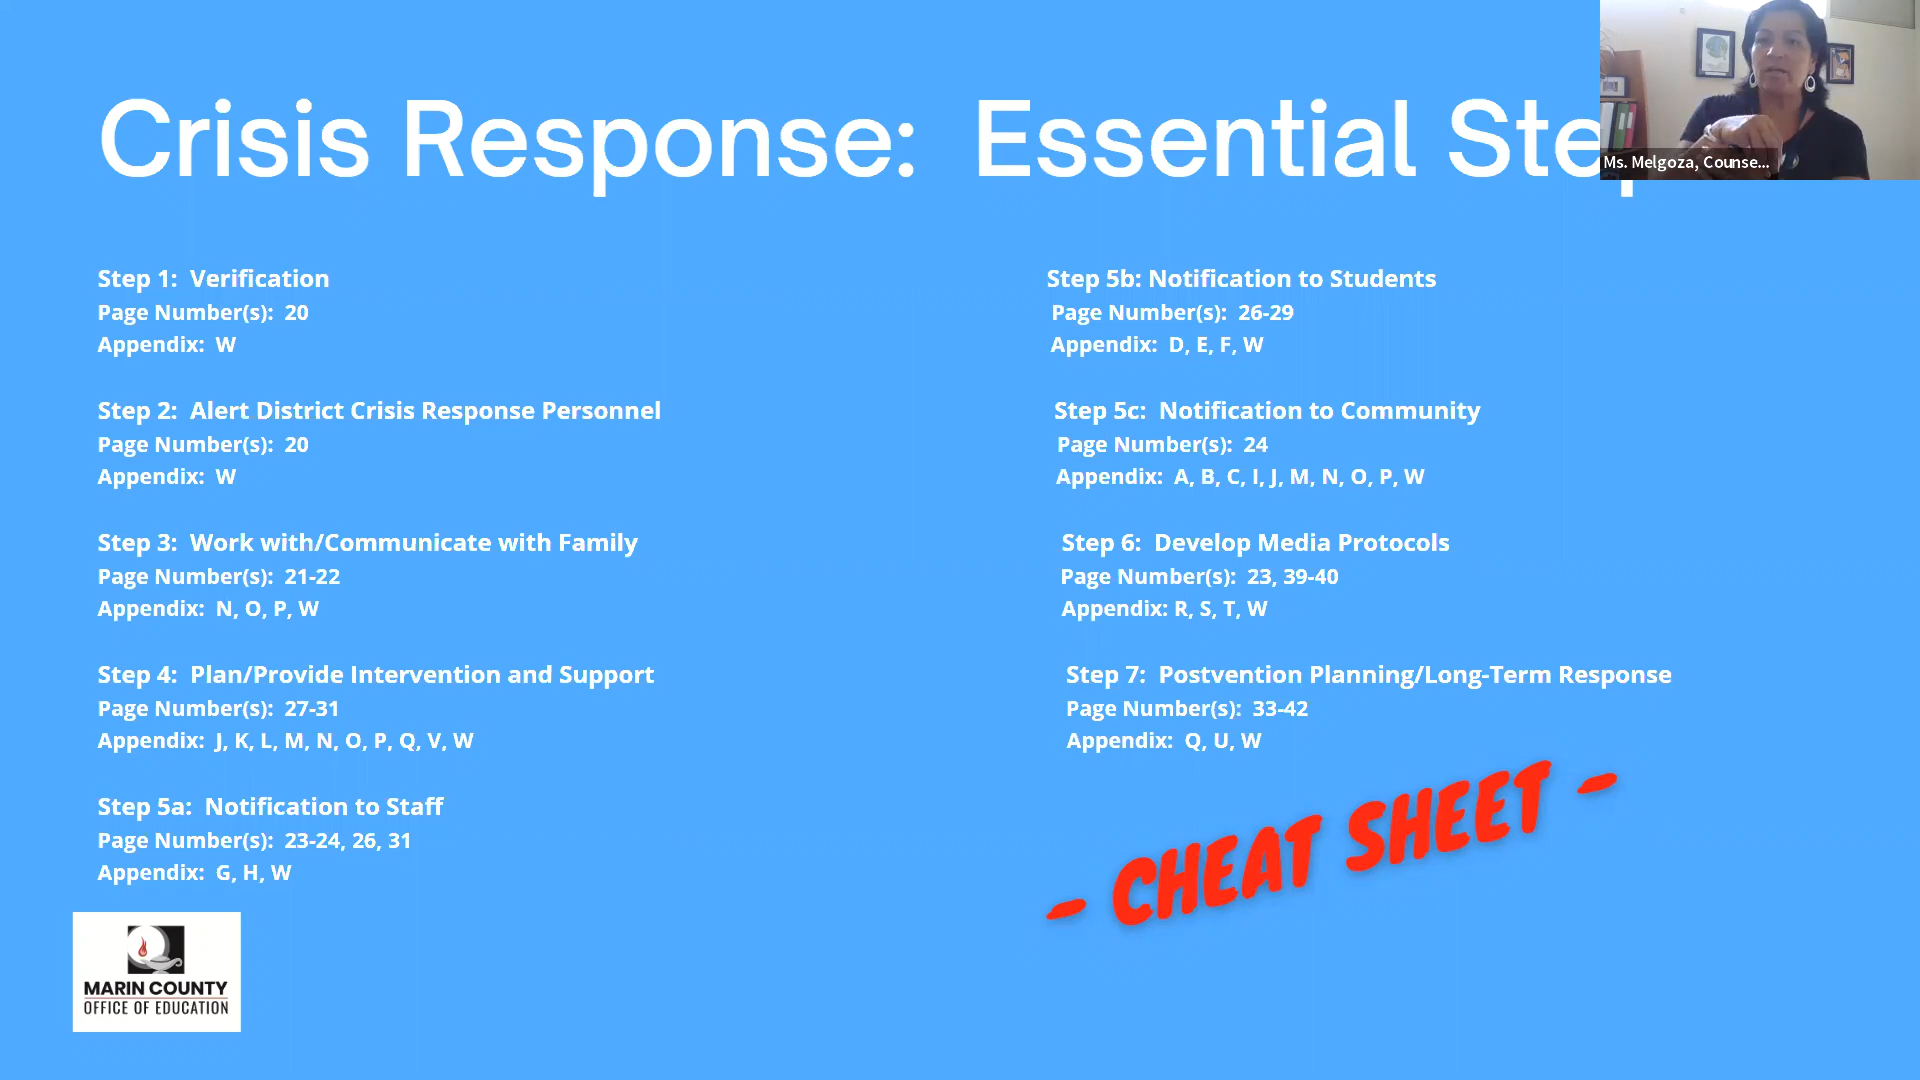 Crisis Response:  Essential Step
Ms. Melgoza, Counse...
Step 1:  Verification
Page Number(s):  20
Appendix:  W
Step 2:  Alert District Crisis Response Personnel
Page Number(s):  20
Appendix:  W
Step 3:  Work with/Communicate with Family
Page Number(s):  21-22
Appendix:  N, O, P, W
Step 4:  Plan/Provide Intervention and Support
Page Number(s):  27-31
Appendix:  J, K, L, M, N, O, P, Q, V, W
Step 5a:  Notification to Staff
Page Number(s):  23-24, 26, 31
Appendix:  G, H, W
Step 5b: Notification to Students
Page Number(s):  26-29
Appendix:  D, E, F, W
Step 5c:  Notification to Community
Page Number(s):  24
Appendix:  A, B, C, I, J, M, N, O, P, W
Step 6:  Develop Media Protocols
Page Number(s):  23, 39-40
Appendix: R, S, T, W
Step 7:  Postvention Planning/Long-Term Response
Page Number(s):  33-42
Appendix:  Q, U, W
- CHEAT SHEET -
MARIN COUNTY
OFFICE OF EDUCATION